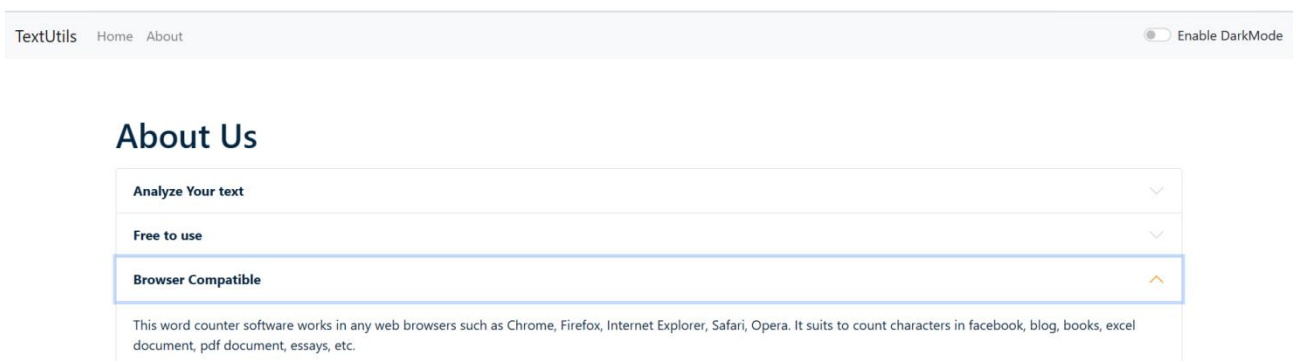 TextUtils Home About Enable DarkMode
About Us
Analyze Your text
Free to use
Browser Compatible
This word counter software works in any web browsers such as Chrome, Firefox, Internet Explorer, Safari, Opera. It suits to count characters in facebook, blog, books, excel
document, pdf document, essays, etc.